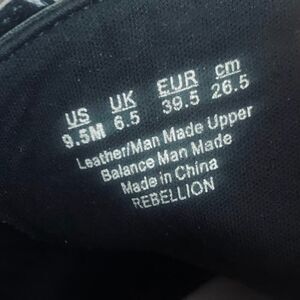 US UK EUR cm
9.5M 6.5 39.5 26.5
Leather/Man Made Upper
Balance Man Made
Made in China
REBELLION